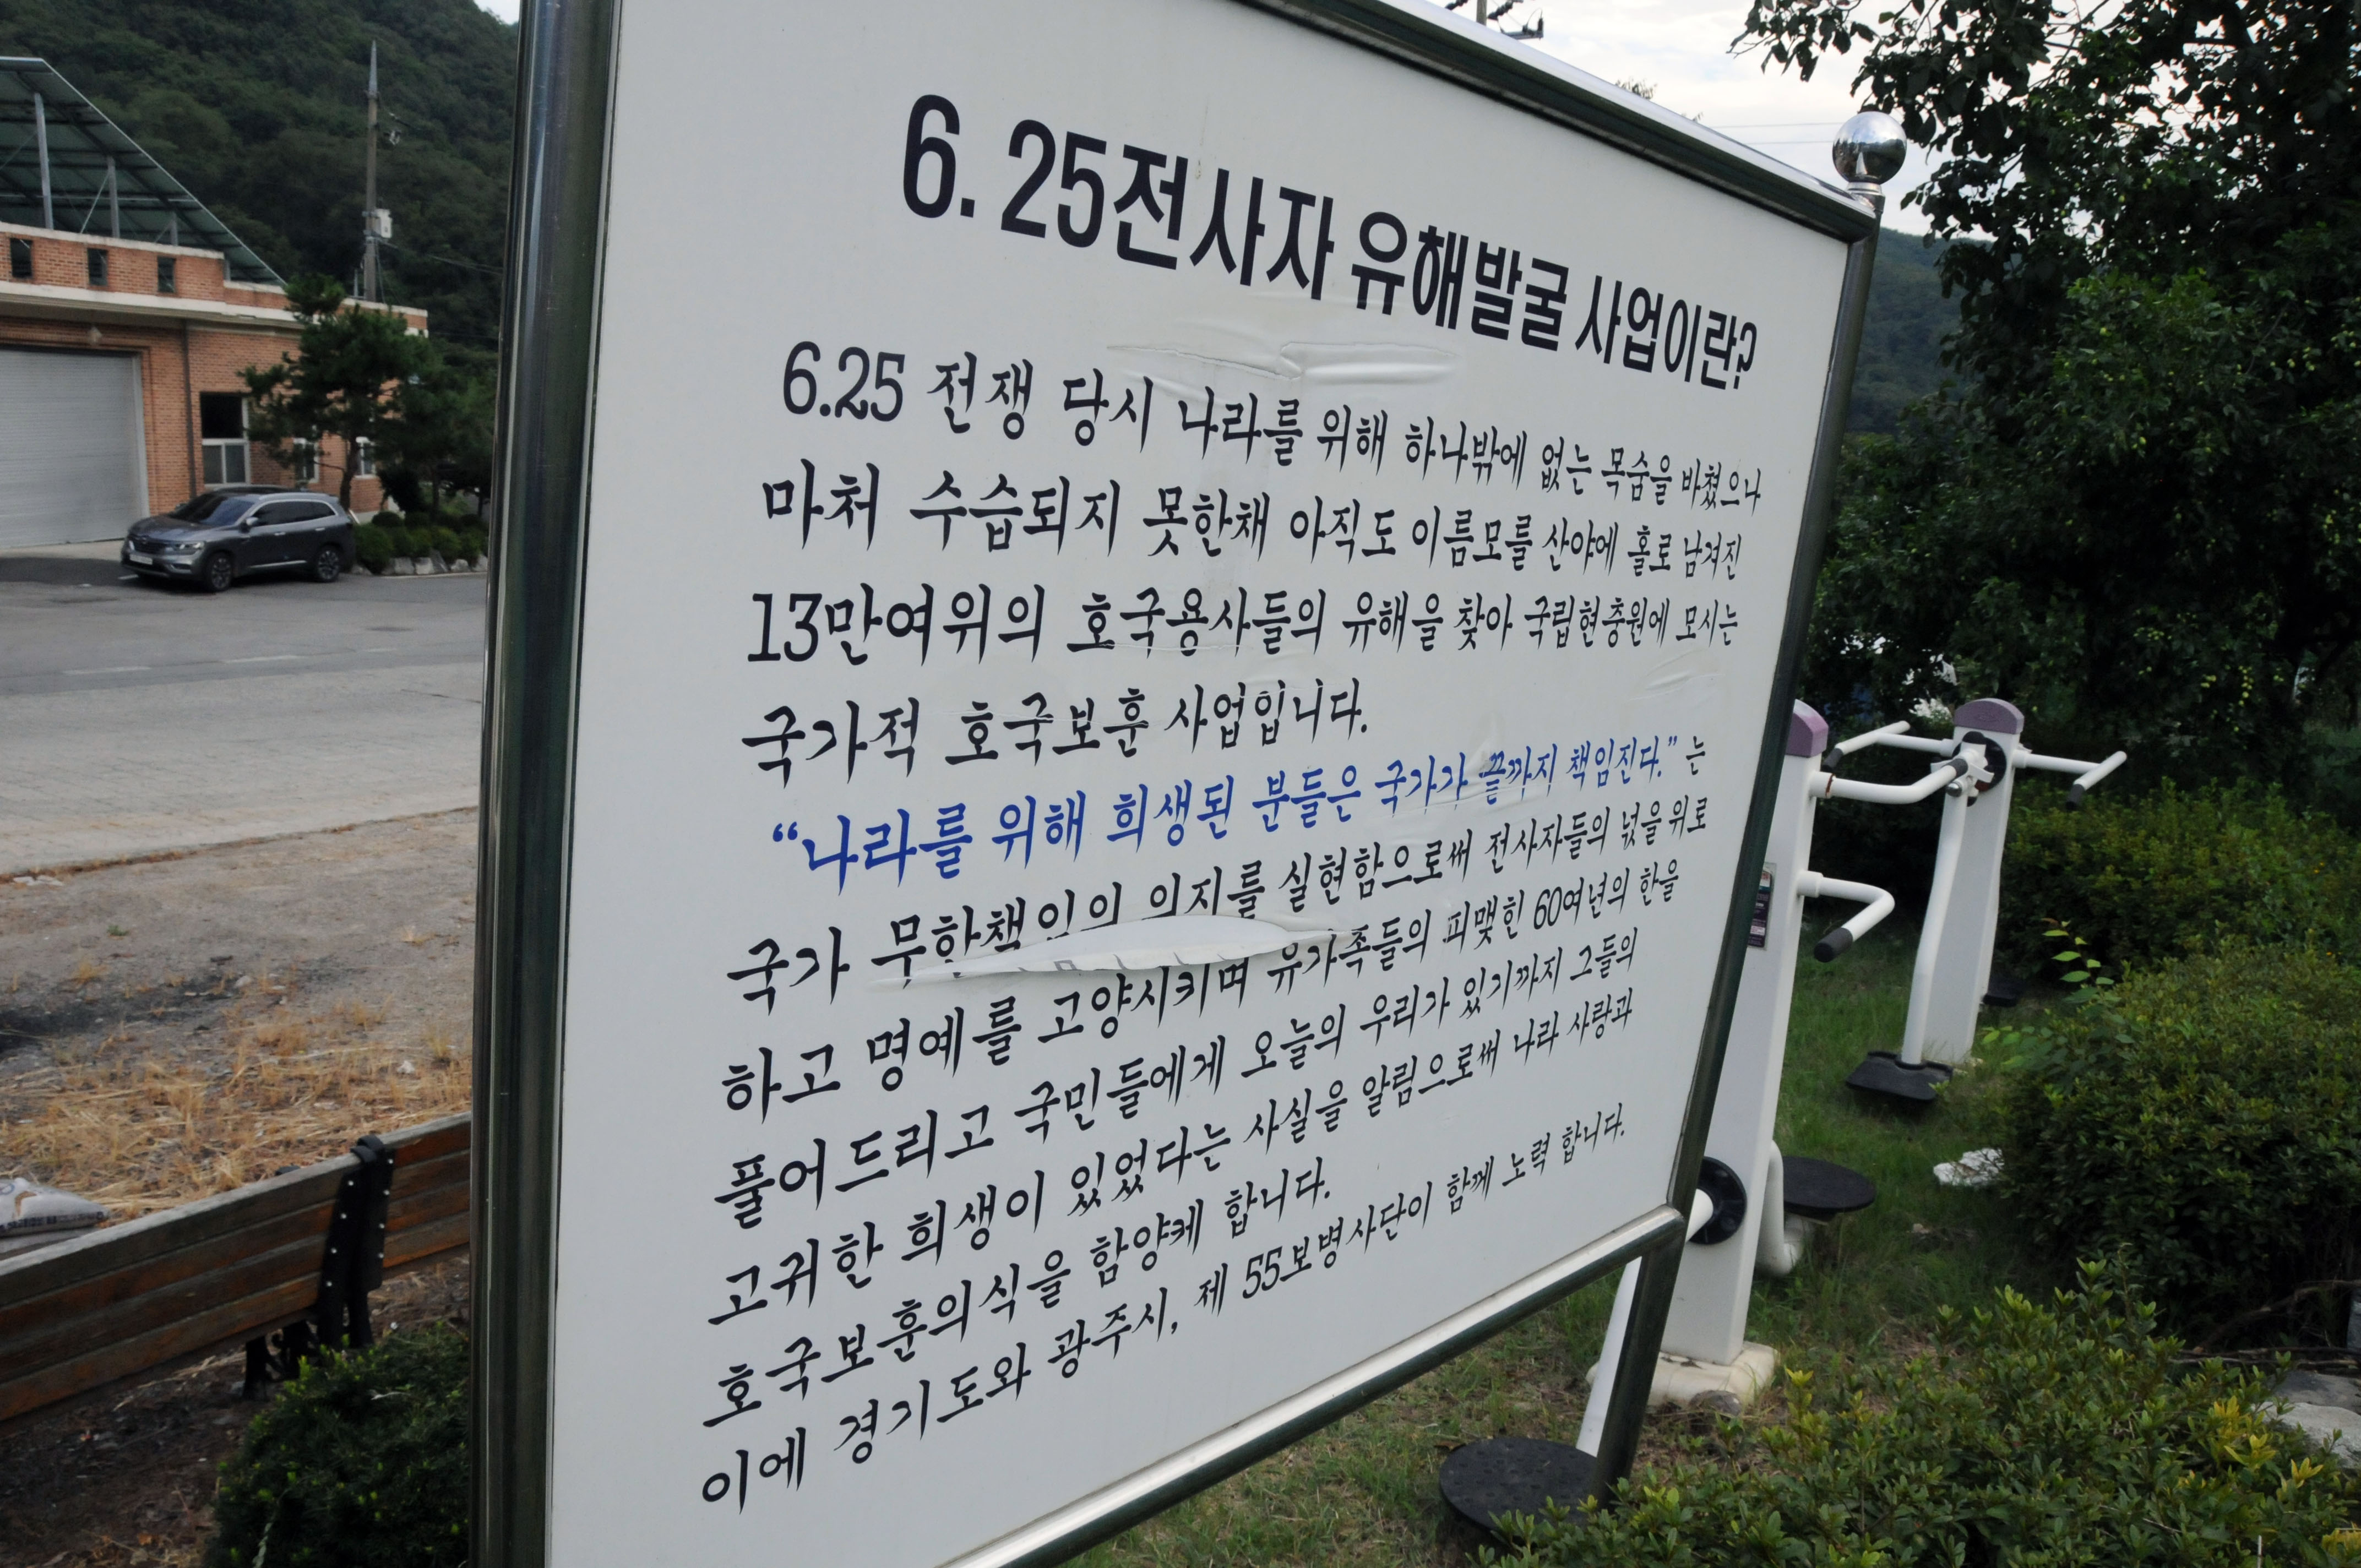 6.25전사자 유해발굴 사업이란?
6.25 전쟁 당시 나라를 위해 하나밖에 없는 목숨을 바쳤으나
마처 수습되지 못한채 아직도 이름모를 산야에 홀로 남겨진
13만여위의 호국용사들의 유해을 찾아 국립현충원에 모시는
국가적 호국보훈 사업입니다.
“나라를 위해 희생된 분들은 국가가 끝까지 책임진다.” 는
국가 무한책임의 의지를 실현함으로써 전사자들의 넋을 위로
하고 명예를 고양시키며 유가족들의 피맺힌 60여년의 한을
풀어드리고 국민들에게 오늘의 우리가 있기까지 그들의
고귀한 희생이 있었다는 사실을 알림으로써 나라 사랑과
호국보훈의식을 함양케 합니다.
이에 경기도와 광주시, 제 55보병사단이 함께 노력 합니다.